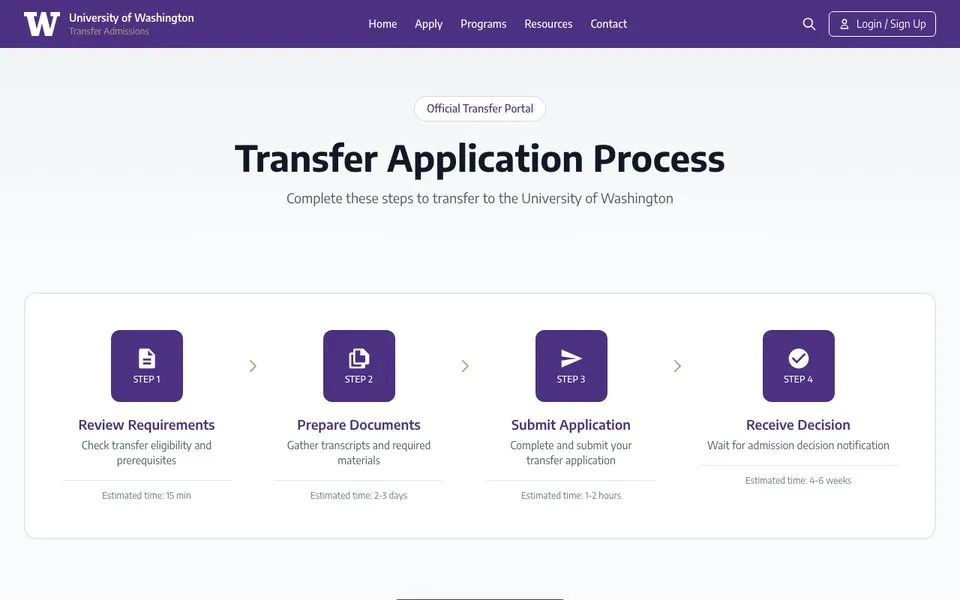 W
University of Washington
Transfer Admissions
Home
Apply
Programs
Resources
Contact
Login / Sign Up
Official Transfer Portal
Transfer Application Process
Complete these steps to transfer to the University of Washington
STEP 1
Review Requirements
Check transfer eligibility and
prerequisites
Estimated time: 15 min
STEP 2
Prepare Documents
Gather transcripts and required
materials
Estimated time: 2-3 days
STEP 3
Submit Application
Complete and submit your
transfer application
Estimated time: 1-2 hours
STEP 4
Receive Decision
Wait for admission decision notification
Estimated time: 4-6 weeks